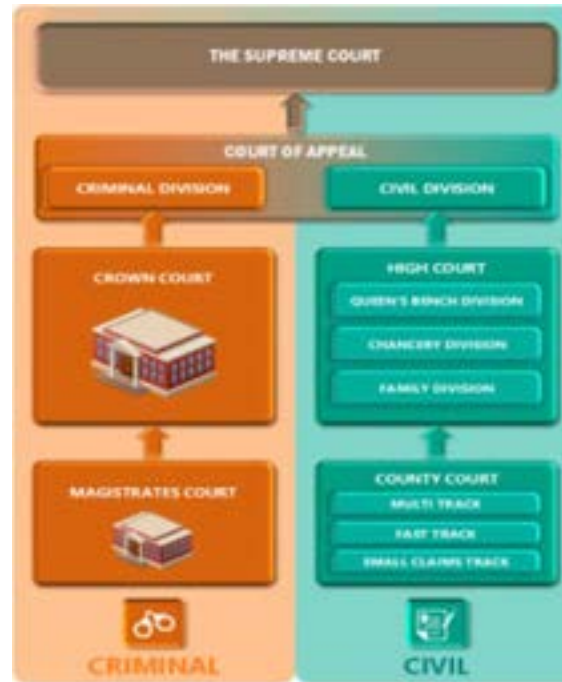 THE SUPREME COURT
COURT OF APPEAL
CRIMINAL DIVISION
CIVIL DIVISION
CROWN COURT
HIGH COURT
QUEEN'S BENCH DIVISION
CHANCERY DIVISION
FAMILY DIVISION
MAGISTRATES COURT
COUNTY COURT
MULTI TRACK
FAST TRACK
SMALL CLAIMS TRACK
CRIMINAL
CIVIL